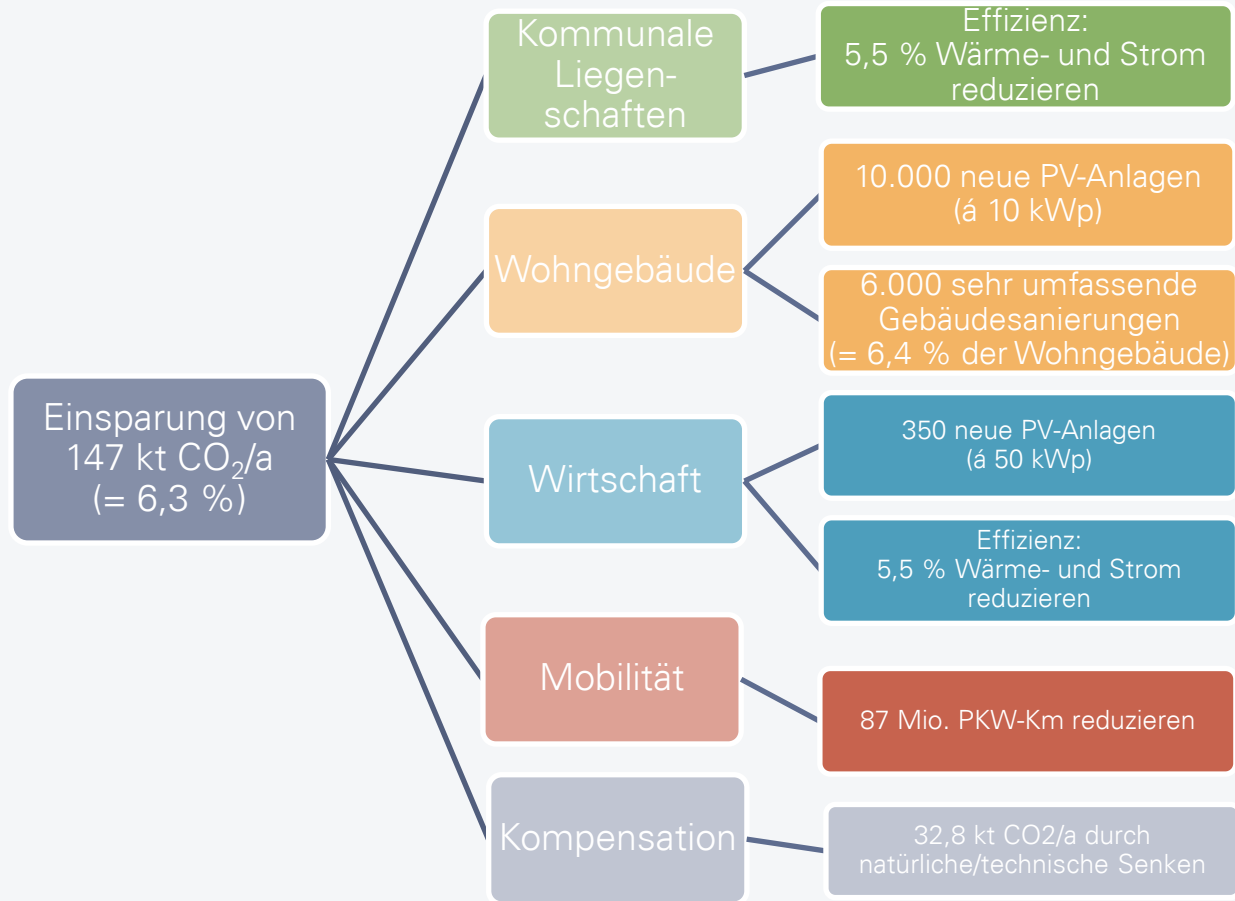 Einsparung von
147 kt CO₂/a
(= 6,3 %)
Kommunale
Liegen-
schaften
Effizienz:
5,5 % Wärme- und Strom
reduzieren
Wohngebäude
10.000 neue PV-Anlagen
(á 10 kWp)
6.000 sehr umfassende
Gebäudesanierungen
(= 6,4 % der Wohngebäude)
Wirtschaft
350 neue PV-Anlagen
(á 50 kWp)
Effizienz:
5,5 % Wärme- und Strom
reduzieren
Mobilität
87 Mio. PKW-Km reduzieren
Kompensation
32,8 kt CO2/a durch
natürliche/technische Senken